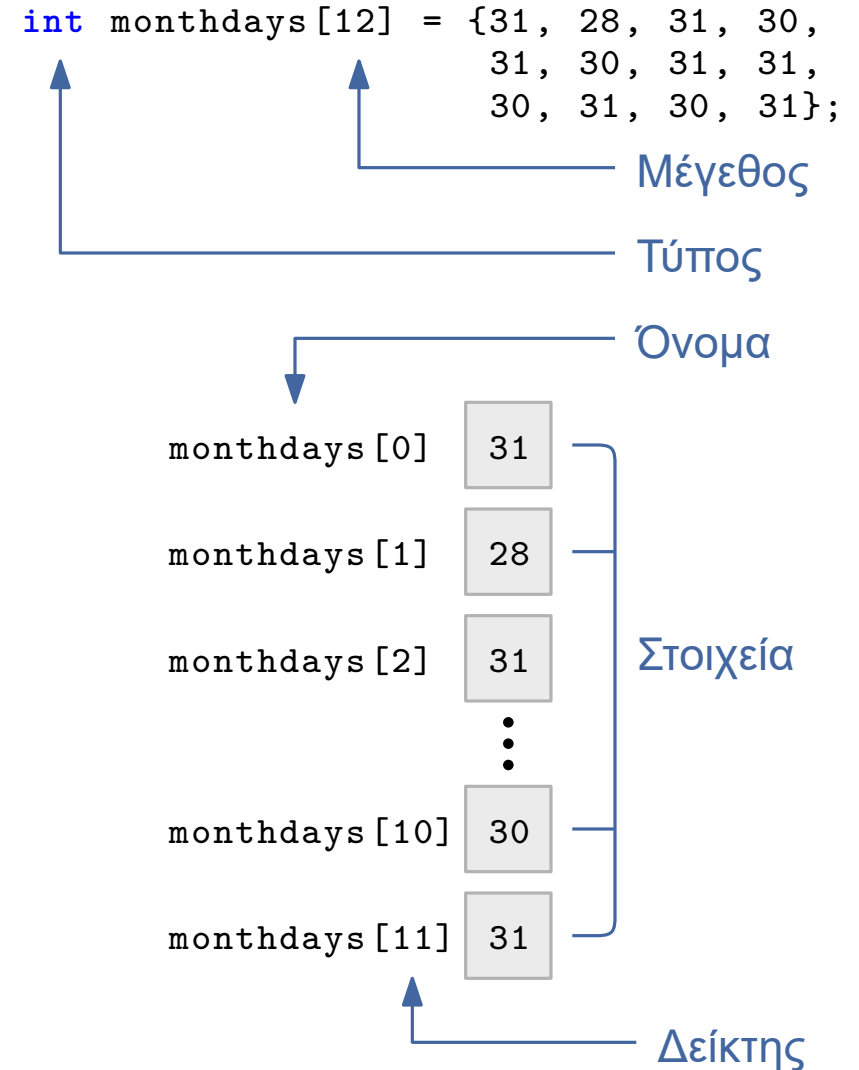 int monthdays[12] = {31, 28, 31, 30,
31, 30, 31, 31,
30, 31, 30, 31};
Μέγεθος
Τύπος
Όνομα
monthdays[0] 31
monthdays[1] 28
monthdays[2] 31
Στοιχεία
monthdays[10] 30
monthdays[11] 31
Δείκτης